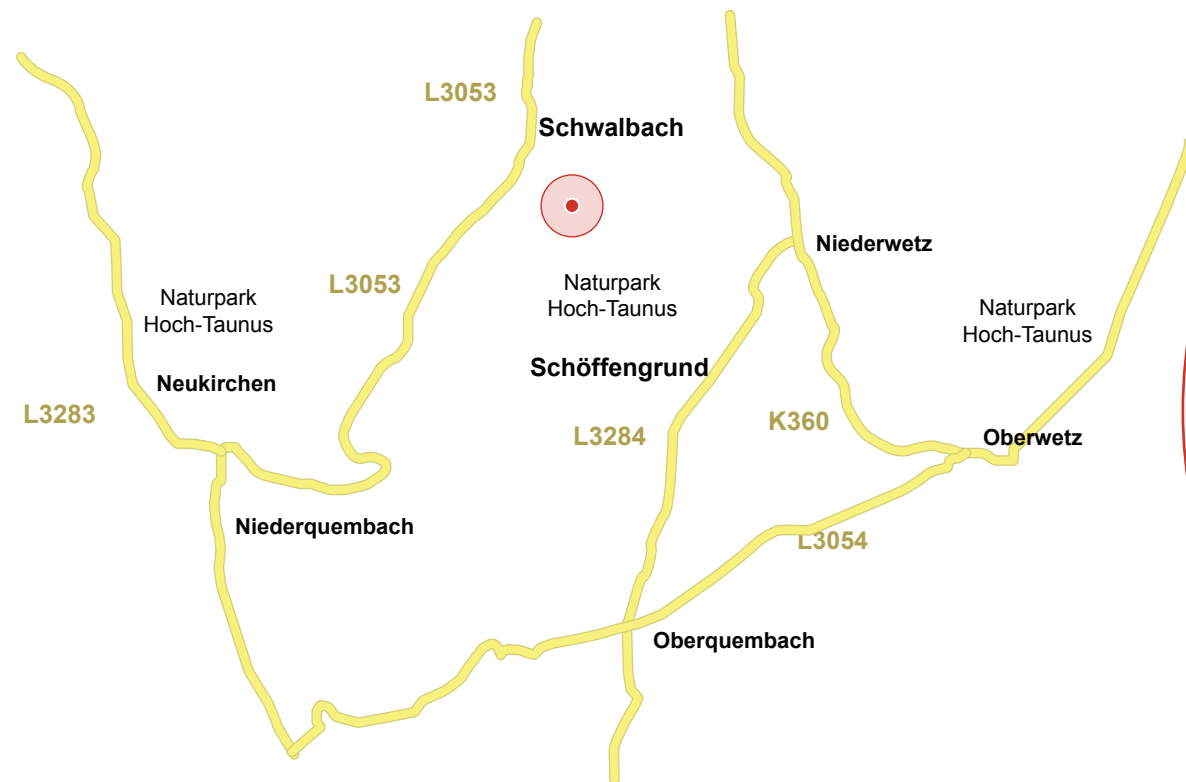 L3053
Schwalbach
Niederwetz
L3053
Naturpark
Hoch-Taunus
Naturpark
Hoch-Taunus
Naturpark
Hoch-Taunus
Schöffengrund
Neukirchen
L3283
K360
L3284
Oberwetz
Niederquembach
L3054
Oberquembach